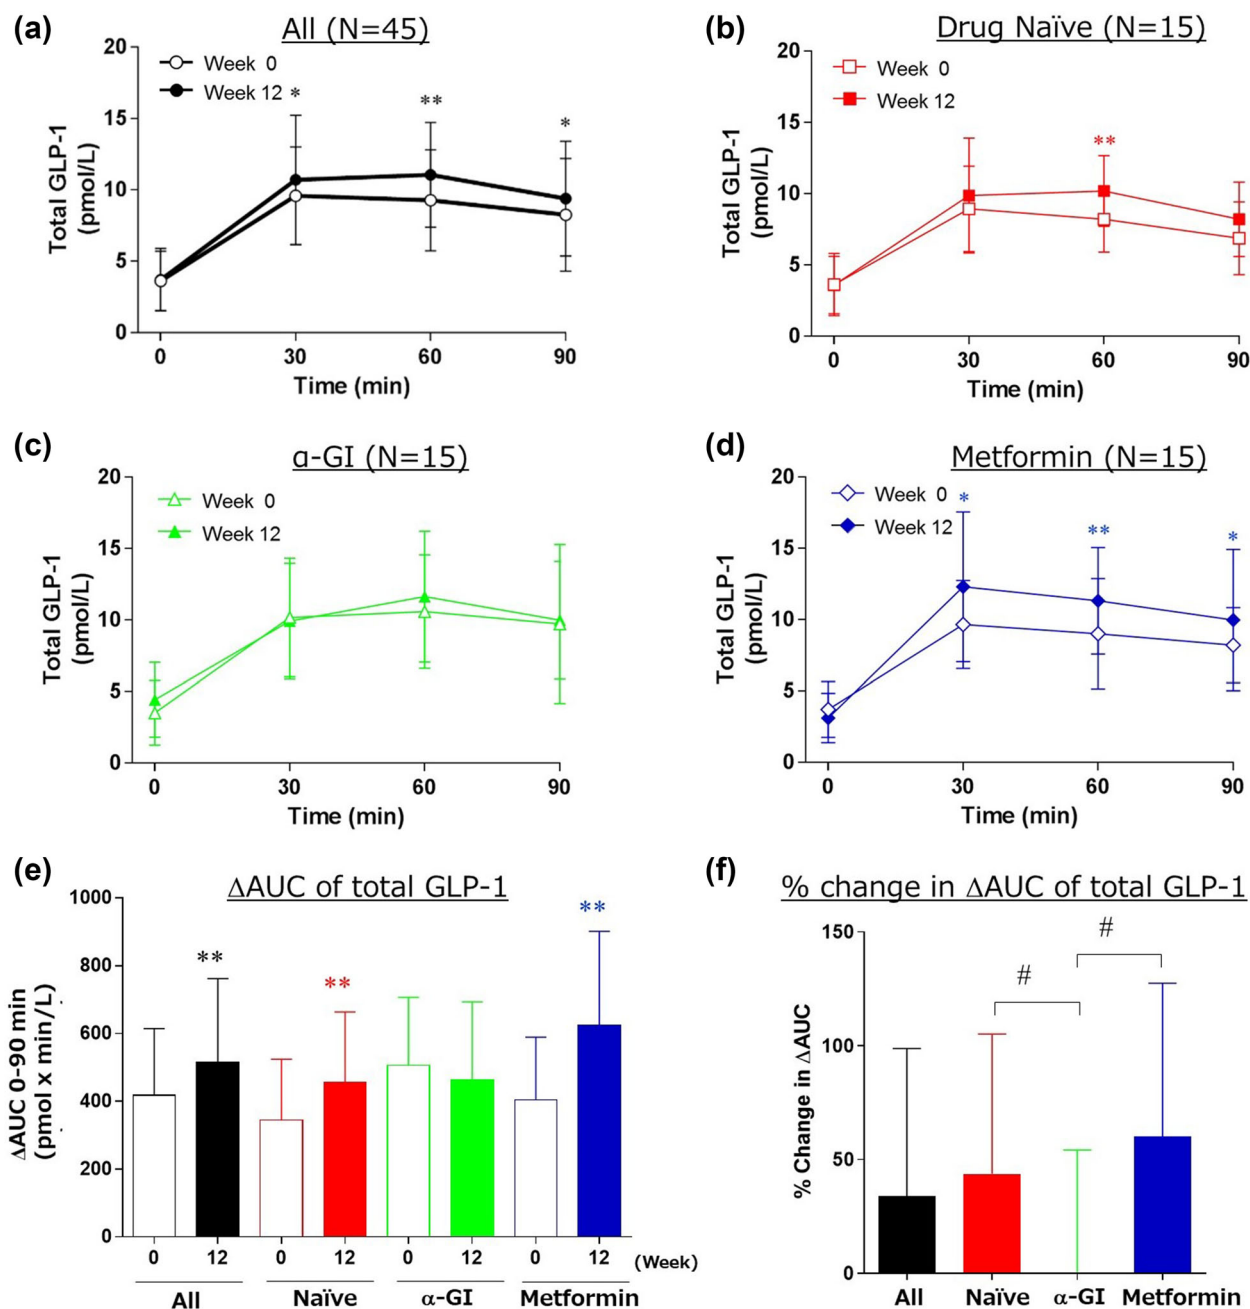 (a)
All (N=45)
Week 0
Week 12
*
**
*
Total GLP-1
(pmol/L)
20
15
10
5
0
0 30 60 90
Time (min)
(b)
Drug Naïve (N=15)
Week 0
Week 12
**
Total GLP-1
(pmol/L)
20
15
10
5
0
0 30 60 90
Time (min)
(c)
α-GI (N=15)
Week 0
Week 12
Total GLP-1
(pmol/L)
20
15
10
5
0
0 30 60 90
Time (min)
(d)
Metformin (N=15)
Week 0
Week 12
*
**
*
Total GLP-1
(pmol/L)
20
15
10
5
0
0 30 60 90
Time (min)
(e)
ΔAUC of total GLP-1
ΔAUC 0-90 min
(pmol x min/L)
1000
800
600
400
200
0
**
**
**
0 12 0 12 0 12 0 12 (Week)
All Naïve α-GI Metformin
(f)
% change in ΔAUC of total GLP-1
% Change in ΔAUC
150
100
50
0
#
#
All Naïve α-GI Metformin